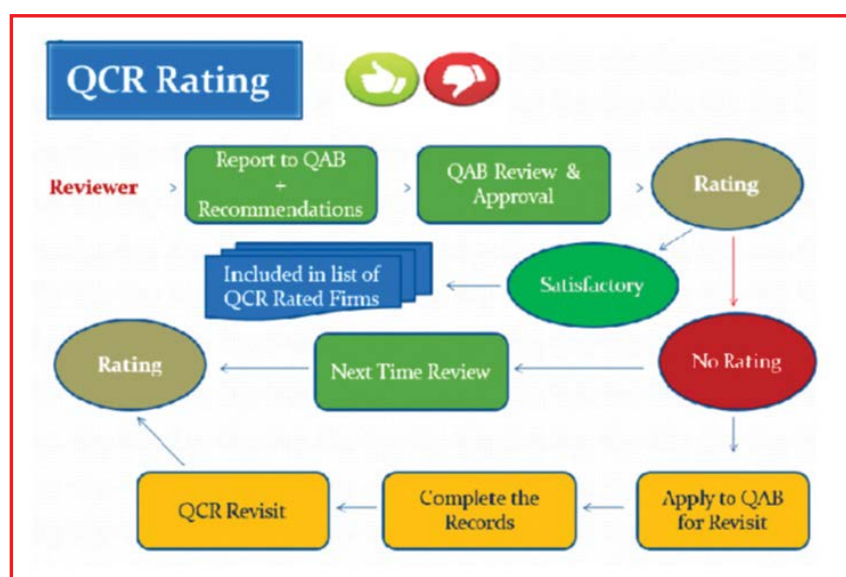 QCR Rating
Reviewer
Report to QAB
+
Recommendations
QAB Review &
Approval
Rating
Included in list of
QCR Rated Firms
Satisfactory
Rating
Next Time Review
No Rating
QCR Revisit
Complete the
Records
Apply to QAB
for Revisit